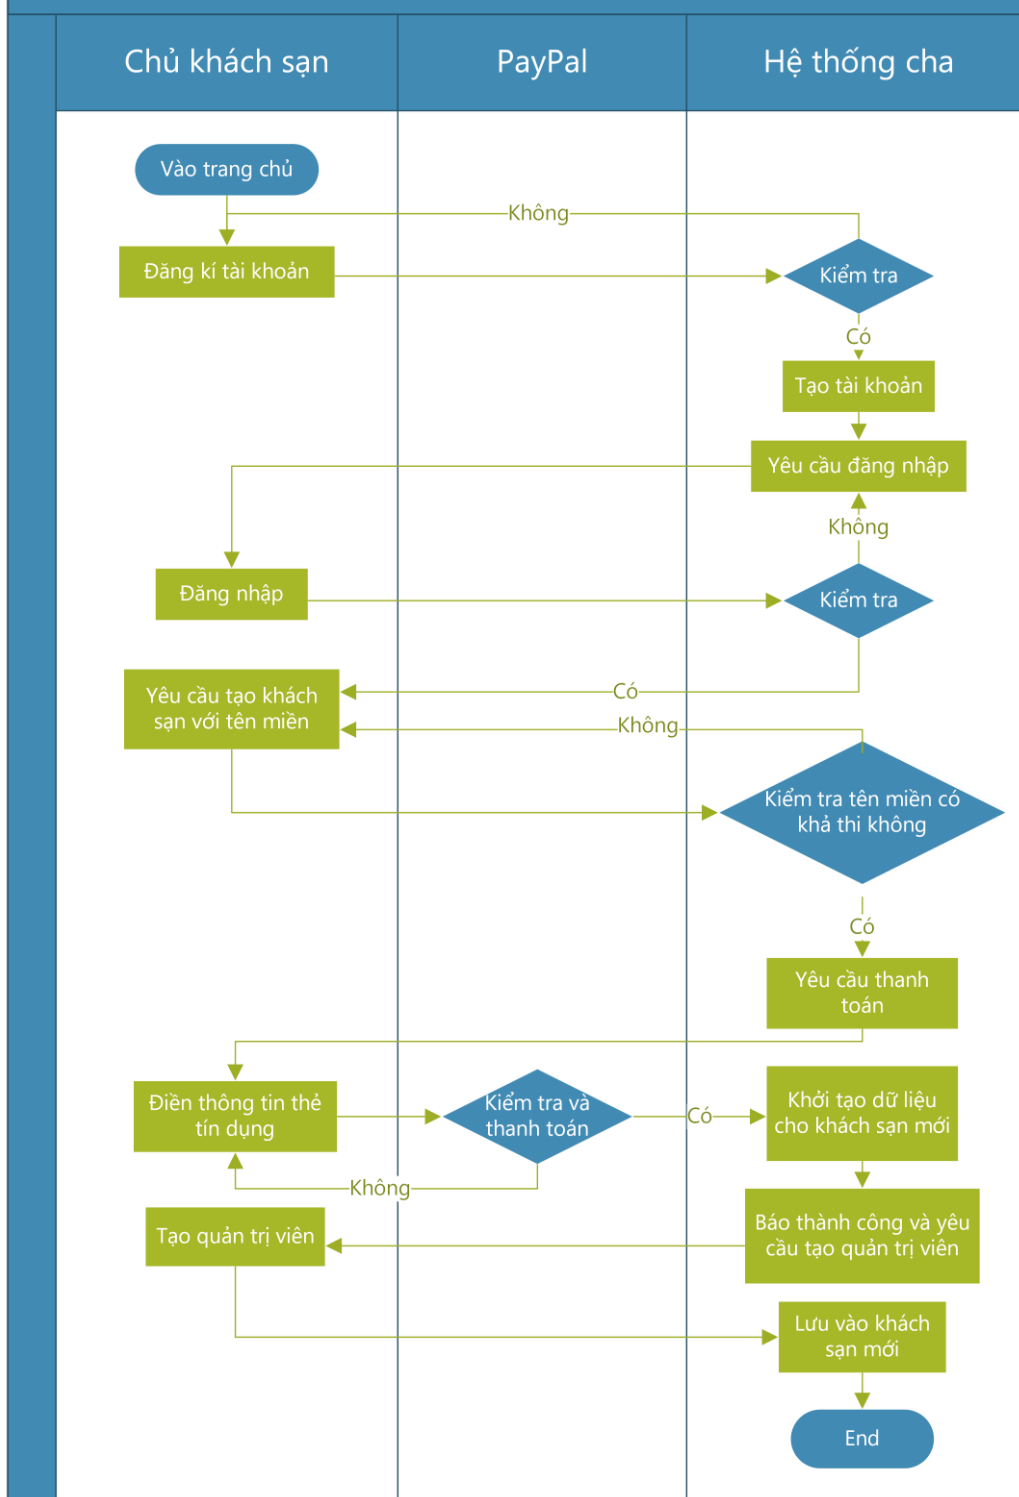 Chủ khách sạn
PayPal
Hệ thống cha
Vào trang chủ
Không
Đăng kí tài khoản
Kiểm tra
Có
Tạo tài khoản
Yêu cầu đăng nhập
Không
Đăng nhập
Kiểm tra
Có
Yêu cầu tạo khách
sạn với tên miền
Không
Kiểm tra tên miền có
khả thi không
Có
Yêu cầu thanh
toán
Điền thông tin thẻ
tín dụng
Kiểm tra và
thanh toán
Có
Khởi tạo dữ liệu
cho khách sạn mới
Không
Tạo quản trị viên
Báo thành công và yêu
cầu tạo quản trị viên
Lưu vào khách
sạn mới
End